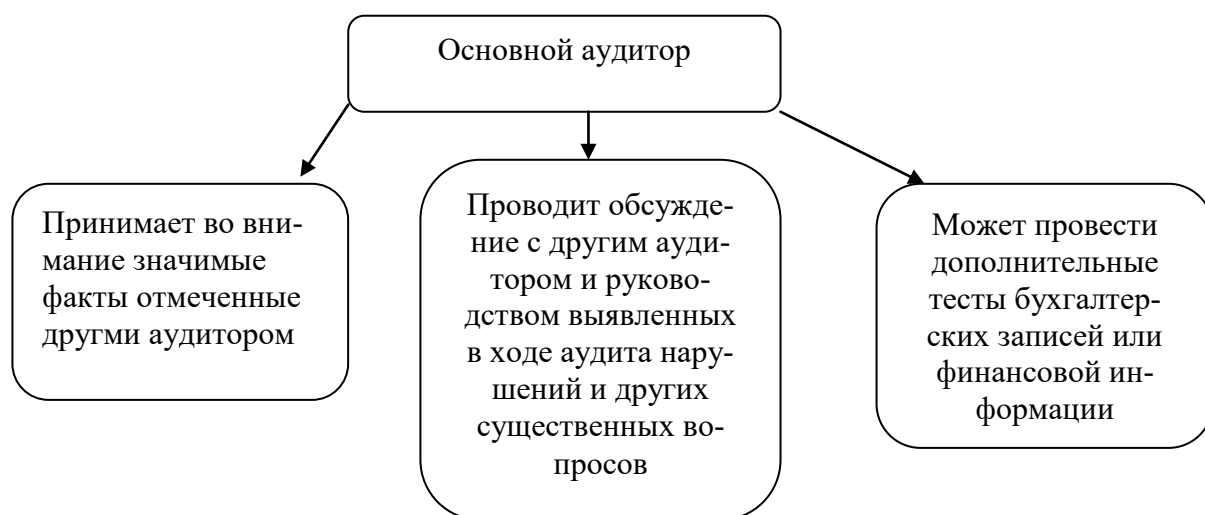 Основной аудитор
Принимает во вни-
мание значимые
факты отмеченные
другми аудитором
Проводит обсужде-
ние с другим ауди-
тором и руково-
дством выявленных
в ходе аудита нару-
шений и других
существенных во-
просов
Может провести
дополнительные
тесты бухгалтер-
ских записей или
финансовой ин-
формации